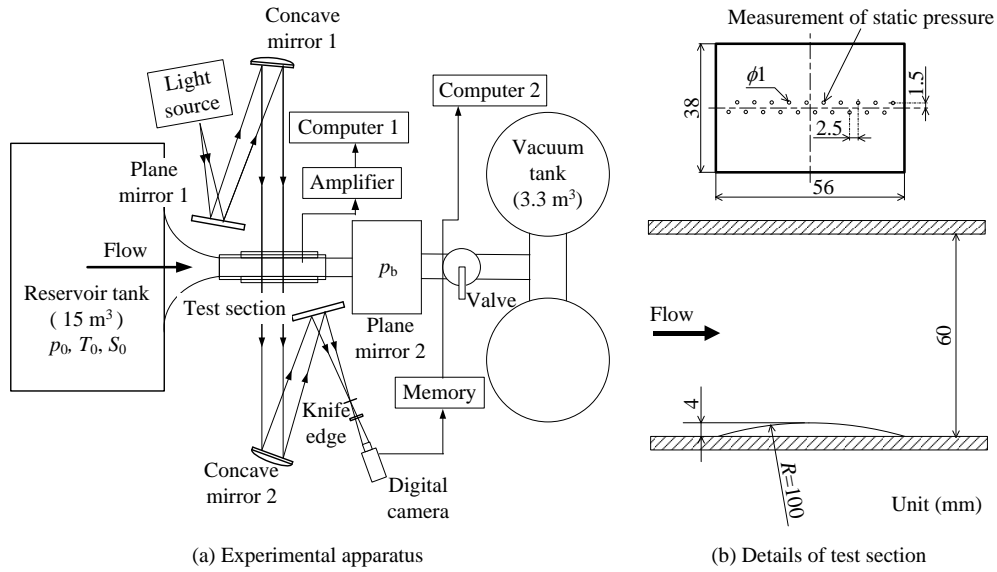 Concave
mirror 1
Light
source
Computer 1
Amplifier
Computer 2
Vacuum
tank
(3.3 m³)
Plane
mirror 1
Flow
Reservoir tank
( 15 m³)
p₀, T₀, S₀
Test section
p_b
Valve
Plane
mirror 2
Memory
Knife
edge
Concave
mirror 2
Digital
camera
(a) Experimental apparatus
Measurement of static pressure
ϕ1
1.5
38
2.5
56
Flow
60
4
R=100
Unit (mm)
(b) Details of test section